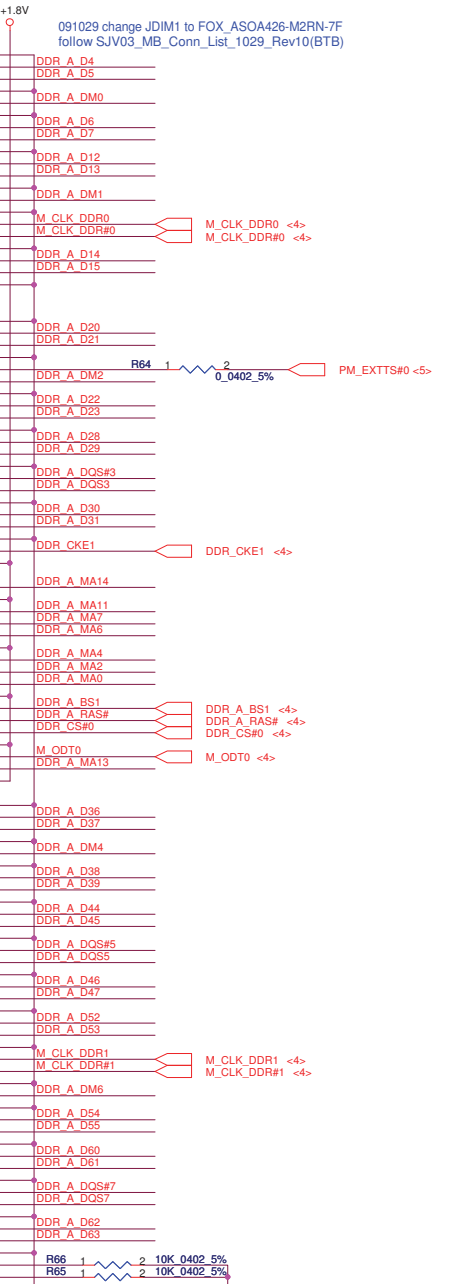 +1.8V
091029 change JDIM1 to FOX_ASOA426-M2RN-7F
follow SJV03_MB_Conn_List_1029_Rev10(BTB)
DDR_A_D4
DDR_A_D5
DDR_A_DM0
DDR_A_D6
DDR_A_D7
DDR_A_D12
DDR_A_D13
DDR_A_DM1
M_CLK_DDR0 M_CLK_DDR0 <4>
M_CLK_DDR#0 M_CLK_DDR#0 <4>
DDR_A_D14
DDR_A_D15
DDR_A_D20
DDR_A_D21
R64 1 2 0_0402_5% PM_EXTTS#0 <5>
DDR_A_DM2
DDR_A_D22
DDR_A_D23
DDR_A_D28
DDR_A_D29
DDR_A_DQS#3
DDR_A_DQS3
DDR_A_D30
DDR_A_D31
DDR_CKE1 DDR_CKE1 <4>
DDR_A_MA14
DDR_A_MA11
DDR_A_MA7
DDR_A_MA6
DDR_A_MA4
DDR_A_MA2
DDR_A_MA0
DDR_A_BS1 DDR_A_BS1 <4>
DDR_A_RAS# DDR_A_RAS# <4>
DDR_CS#0 DDR_CS#0 <4>
M_ODT0 M_ODT0 <4>
DDR_A_MA13
DDR_A_D36
DDR_A_D37
DDR_A_DM4
DDR_A_D38
DDR_A_D39
DDR_A_D44
DDR_A_D45
DDR_A_DQS#5
DDR_A_DQS5
DDR_A_D46
DDR_A_D47
DDR_A_D52
DDR_A_D53
M_CLK_DDR1 M_CLK_DDR1 <4>
M_CLK_DDR#1 M_CLK_DDR#1 <4>
DDR_A_DM6
DDR_A_D54
DDR_A_D55
DDR_A_D60
DDR_A_D61
DDR_A_DQS#7
DDR_A_DQS7
DDR_A_D62
DDR_A_D63
R66 1 2 10K_0402_5%
R65 1 2 10K_0402_5%